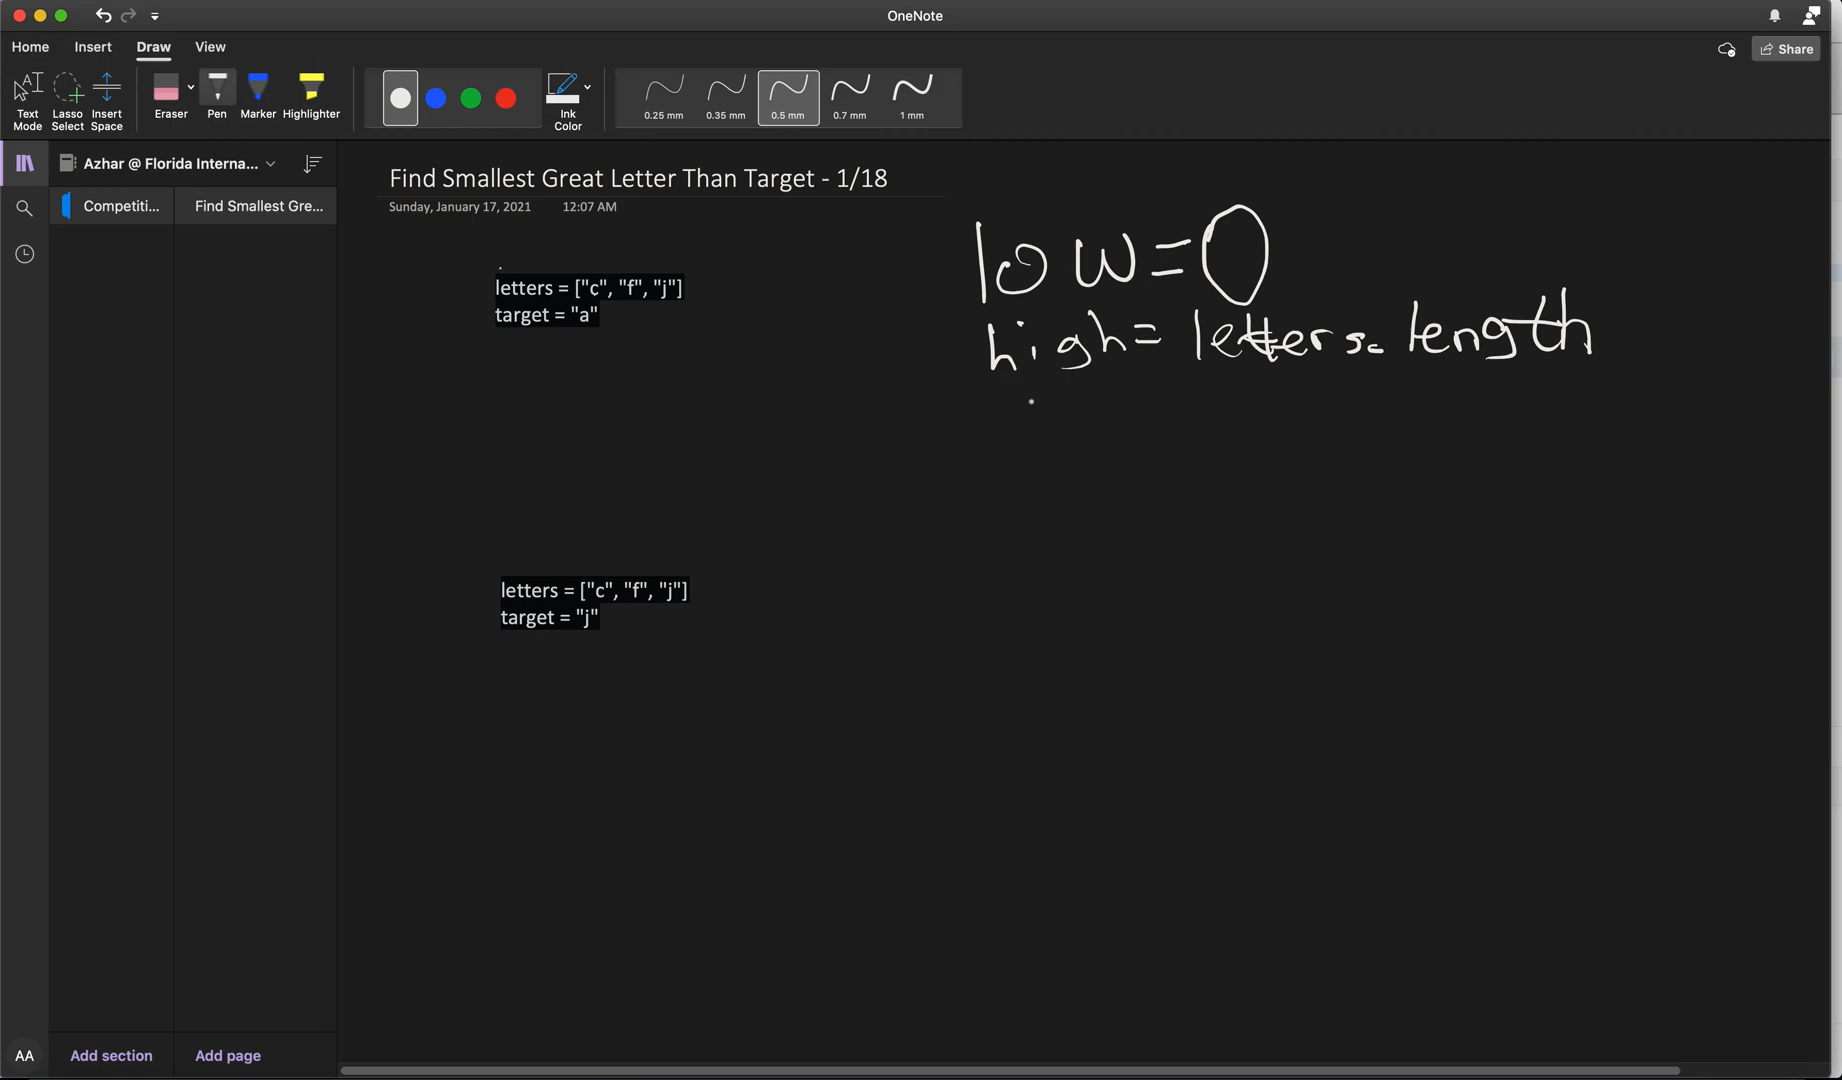 OneNote
Home Insert Draw View
Share
Text Mode
Lasso Select
Insert Space
Eraser
Pen
Marker
Highlighter
Ink Color
0.25 mm
0.35 mm
0.5 mm
0.7 mm
1 mm
Azhar @ Florida Interna...
Competiti...
Find Smallest Gre...
Find Smallest Great Letter Than Target - 1/18
Sunday, January 17, 2021 12:07 AM
letters = ["c", "f", "j"]
target = "a"
low=0
high= letters. length
letters = ["c", "f", "j"]
target = "j"
AA
Add section
Add page